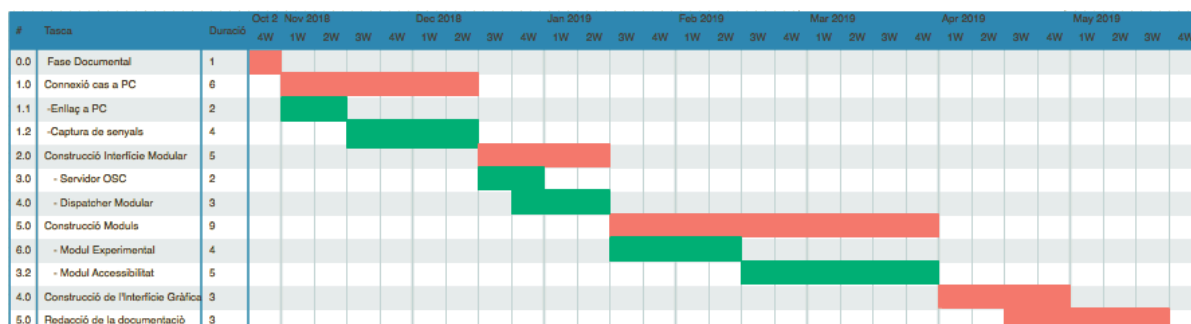 Oct 2 Nov 2018 Dec 2018 Jan 2019 Feb 2019 Mar 2019 Apr 2019 May 2019
# Tasca Duració 4W 1W 2W 3W 4W 1W 2W 3W 4W 1W 2W 3W 4W 1W 2W 3W 4W 1W 2W 3W 4W 1W 2W 3W 4W 1W 2W 3W 4W
0.0 Fase Documental 1
1.0 Connexió cas a PC 6
1.1 -Enllaç a PC 2
1.2 -Captura de senyals 4
2.0 Construcció Interfície Modular 5
3.0 - Servidor OSC 2
4.0 - Dispatcher Modular 3
5.0 Construcció Moduls 9
6.0 - Modul Experimental 4
3.2 - Modul Accessibilitat 5
4.0 Construcció de l'Interfície Gràfica 3
5.0 Redacció de la documentació 3